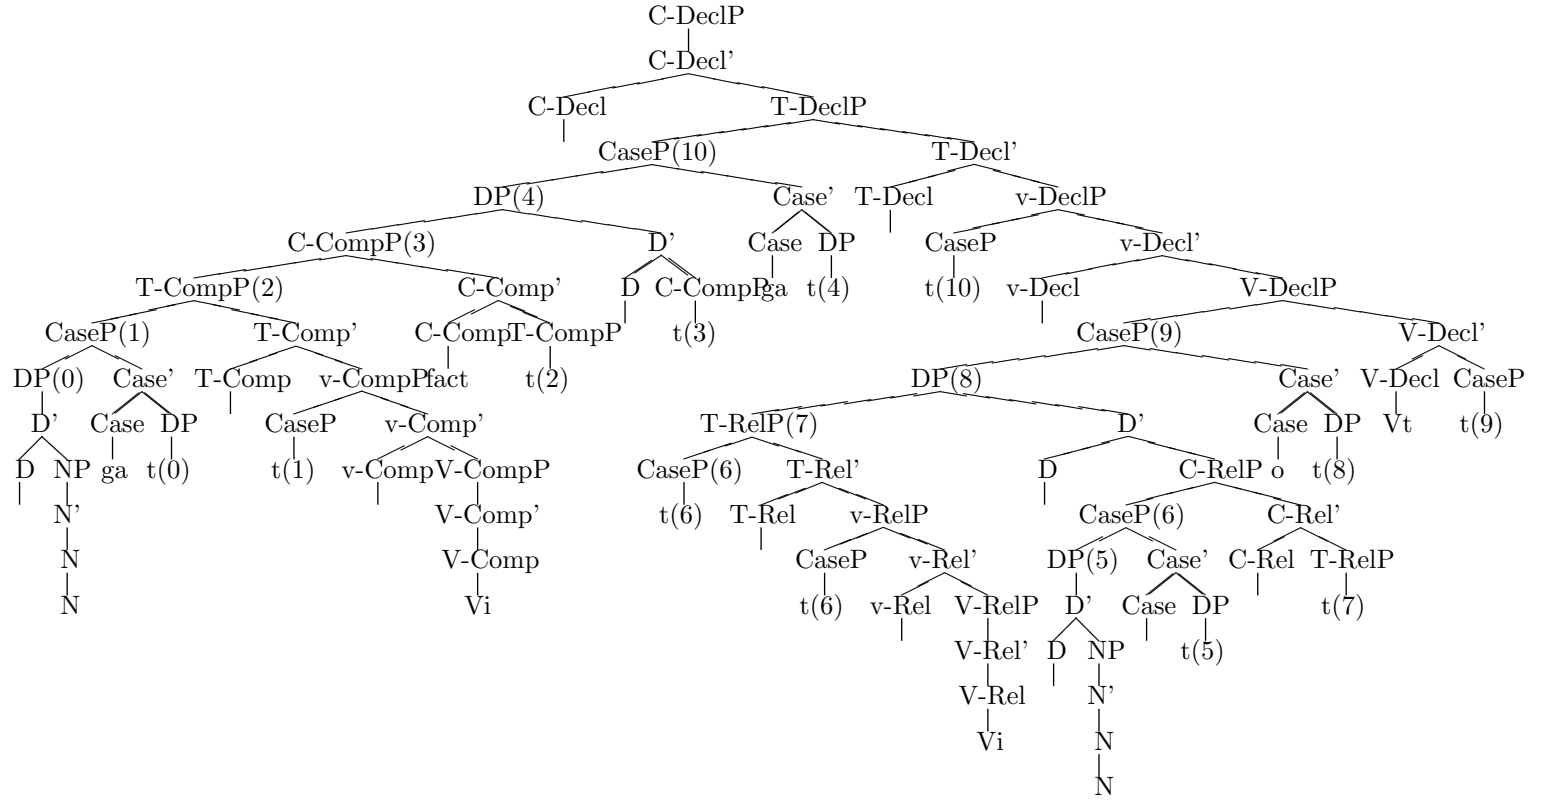 C-DeclP
C-Decl'
C-Decl T-DeclP
CaseP(10) T-Decl'
DP(4) Case' T-Decl v-DeclP
C-CompP(3) D' Case DP CaseP v-Decl'
T-CompP(2) C-Comp' D C-CompP ga t(4) t(10) v-Decl V-DeclP
CaseP(1) T-Comp' C-Comp T-CompP t(3) CaseP(9) V-Decl'
DP(0) Case' T-Comp v-CompP fact t(2) DP(8) Case' V-Decl CaseP
D' Case DP CaseP v-Comp' T-RelP(7) D' Case DP Vt t(9)
D NP ga t(0) t(1) v-Comp V-CompP CaseP(6) T-Rel' D C-RelP o t(8)
N' V-Comp' t(6) T-Rel v-RelP CaseP(6) C-Rel'
N V-Comp CaseP v-Rel' DP(5) Case' C-Rel T-RelP
N Vi t(6) v-Rel V-RelP D' Case DP t(7)
V-Rel' D NP t(5)
V-Rel N'
Vi N
N